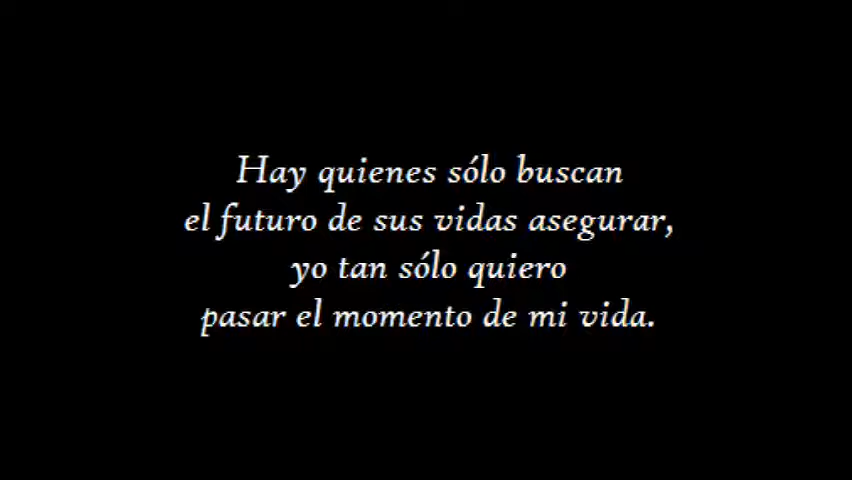 Hay quienes sólo buscan
el futuro de sus vidas asegurar,
yo tan sólo quiero
pasar el momento de mi vida.